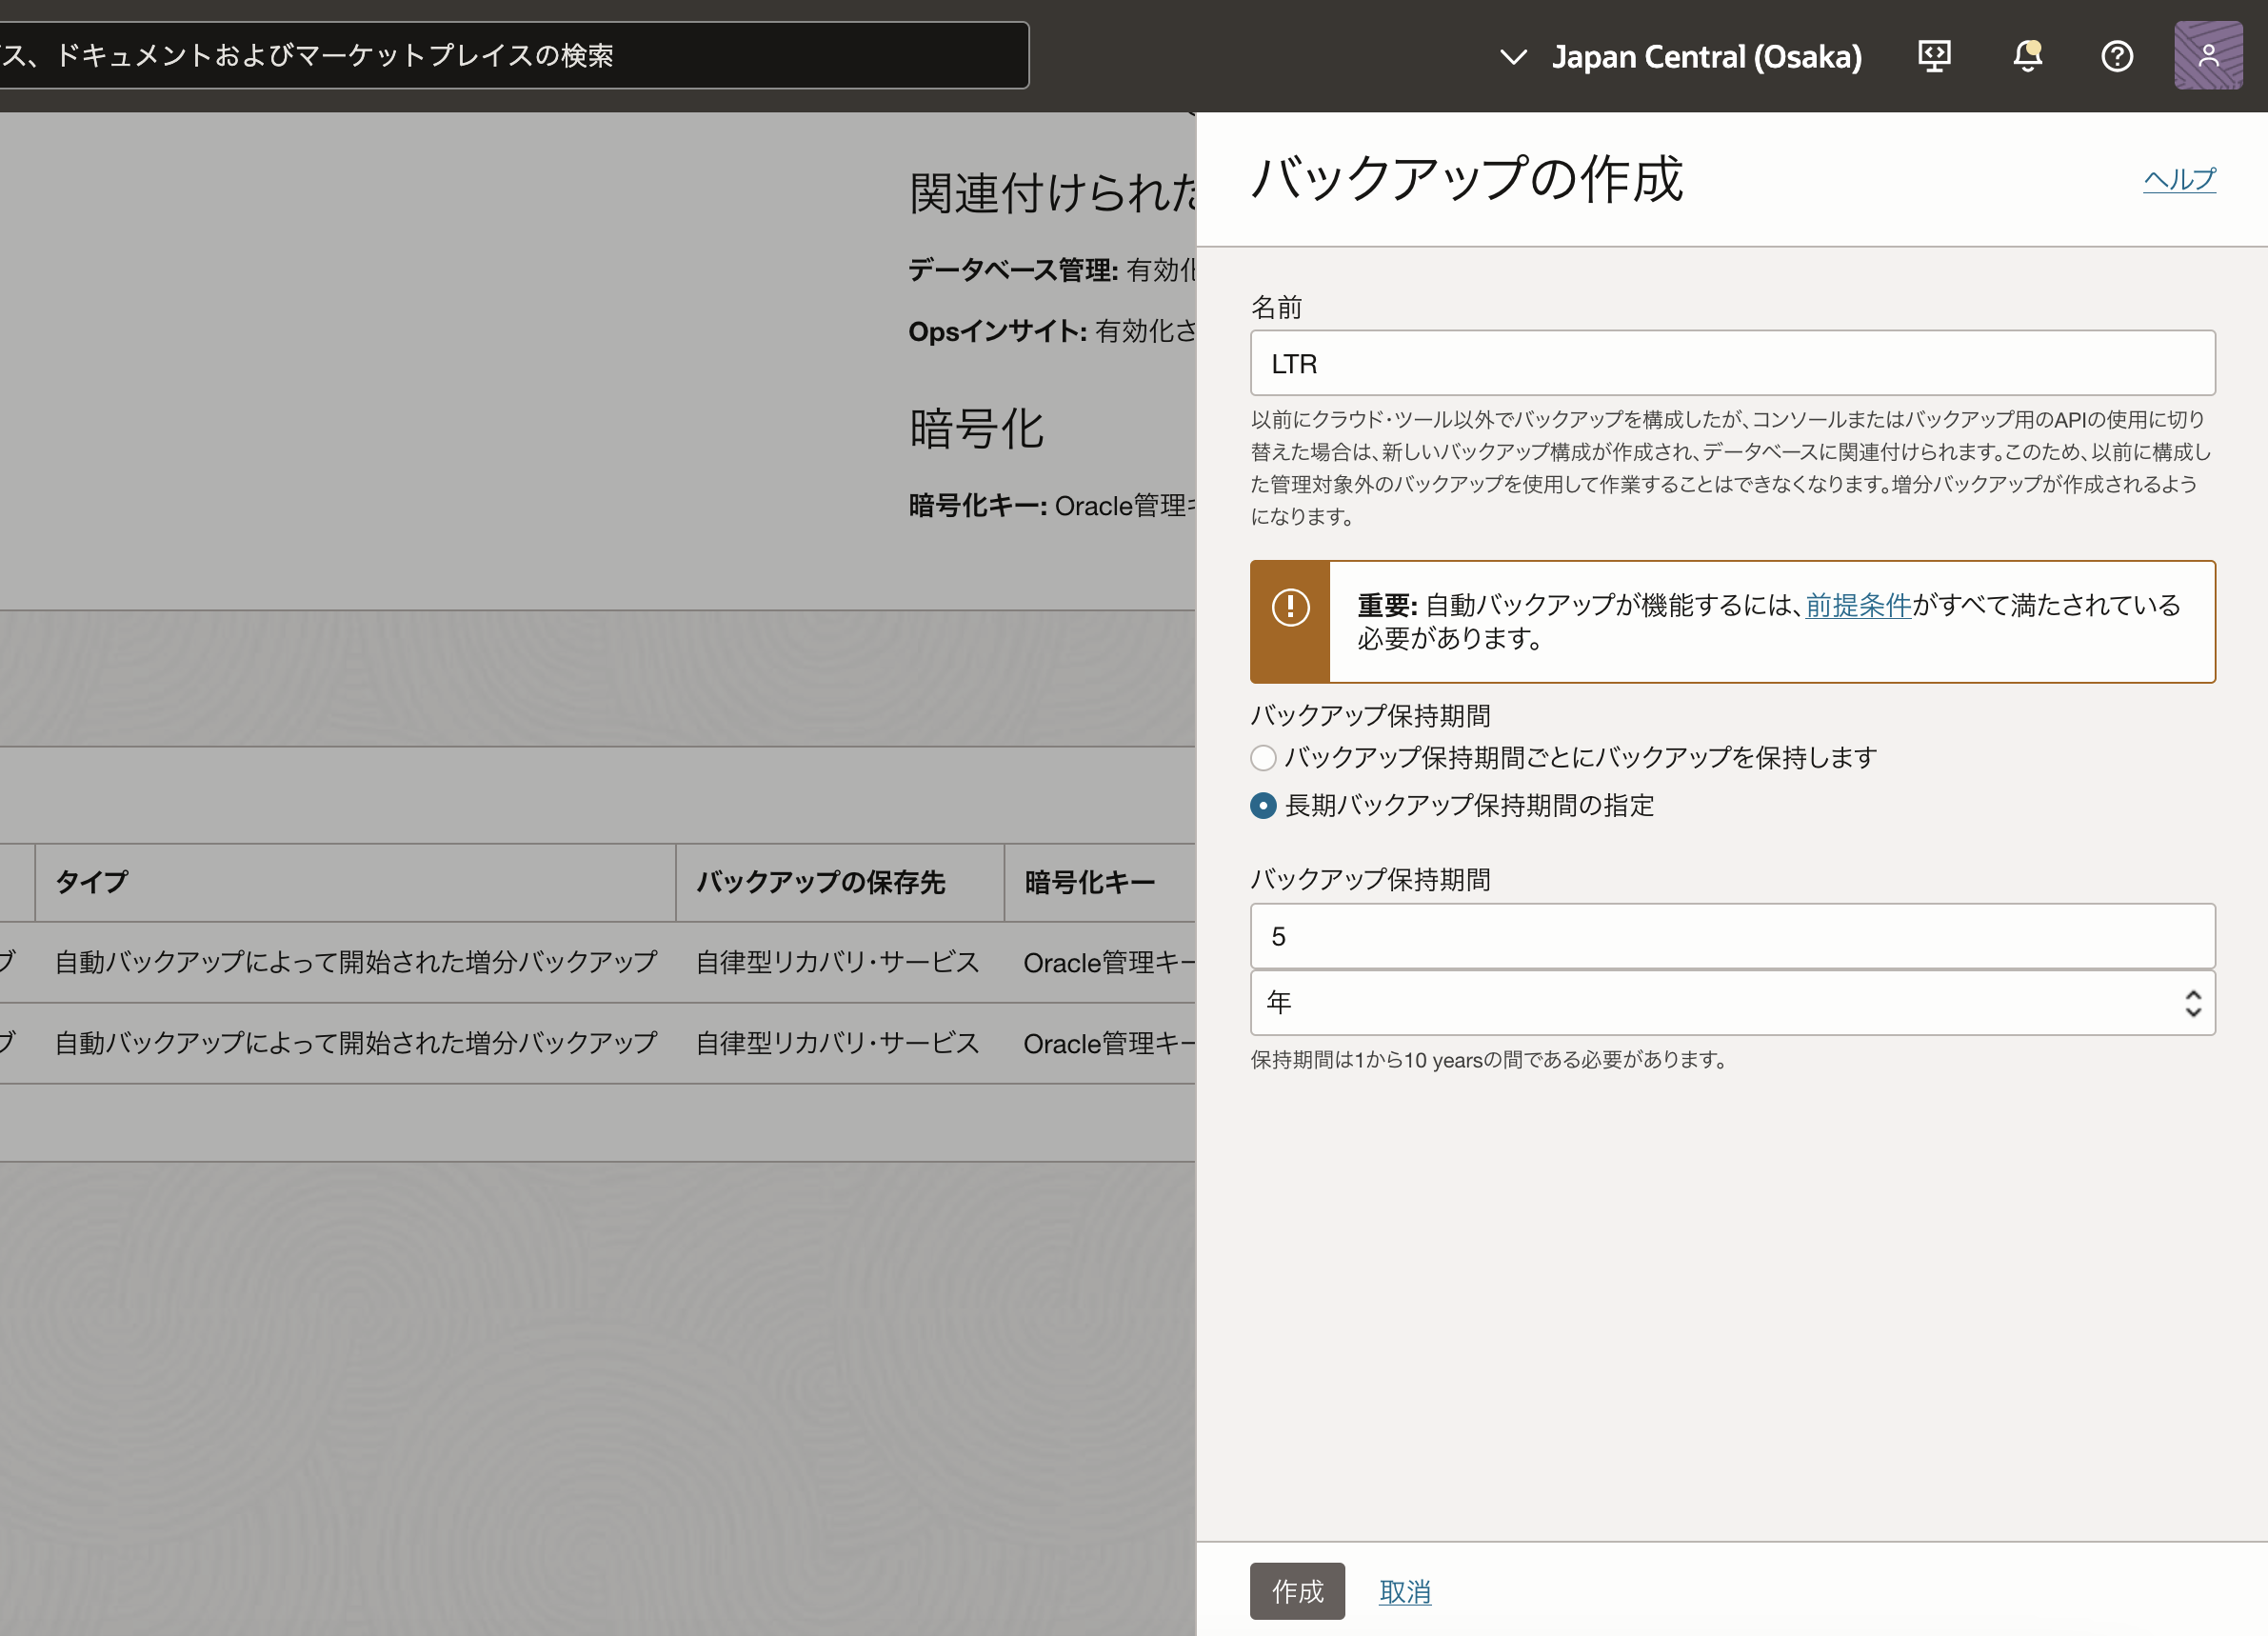 ス、ドキュメントおよびマーケットプレイスの検索
Japan Central (Osaka)
関連付けられた
データベース管理: 有効化
Opsインサイト: 有効化さ
暗号化
暗号化キー: Oracle管理キ
タイプ
バックアップの保存先
暗号化キー
ブ
自動バックアップによって開始された増分バックアップ
自律型リカバリ・サービス
Oracle管理キー
ブ
自動バックアップによって開始された増分バックアップ
自律型リカバリ・サービス
Oracle管理キー
バックアップの作成
ヘルプ
名前
LTR
以前にクラウド・ツール以外でバックアップを構成したが、コンソールまたはバックアップ用のAPIの使用に切り
替えた場合は、新しいバックアップ構成が作成され、データベースに関連付けられます。このため、以前に構成し
た管理対象外のバックアップを使用して作業することはできなくなります。増分バックアップが作成されるよう
になります。
重要: 自動バックアップが機能するには、前提条件がすべて満たされている
必要があります。
バックアップ保持期間
バックアップ保持期間ごとにバックアップを保持します
長期バックアップ保持期間の指定
バックアップ保持期間
5
年
保持期間は1から10 yearsの間である必要があります。
作成
取消